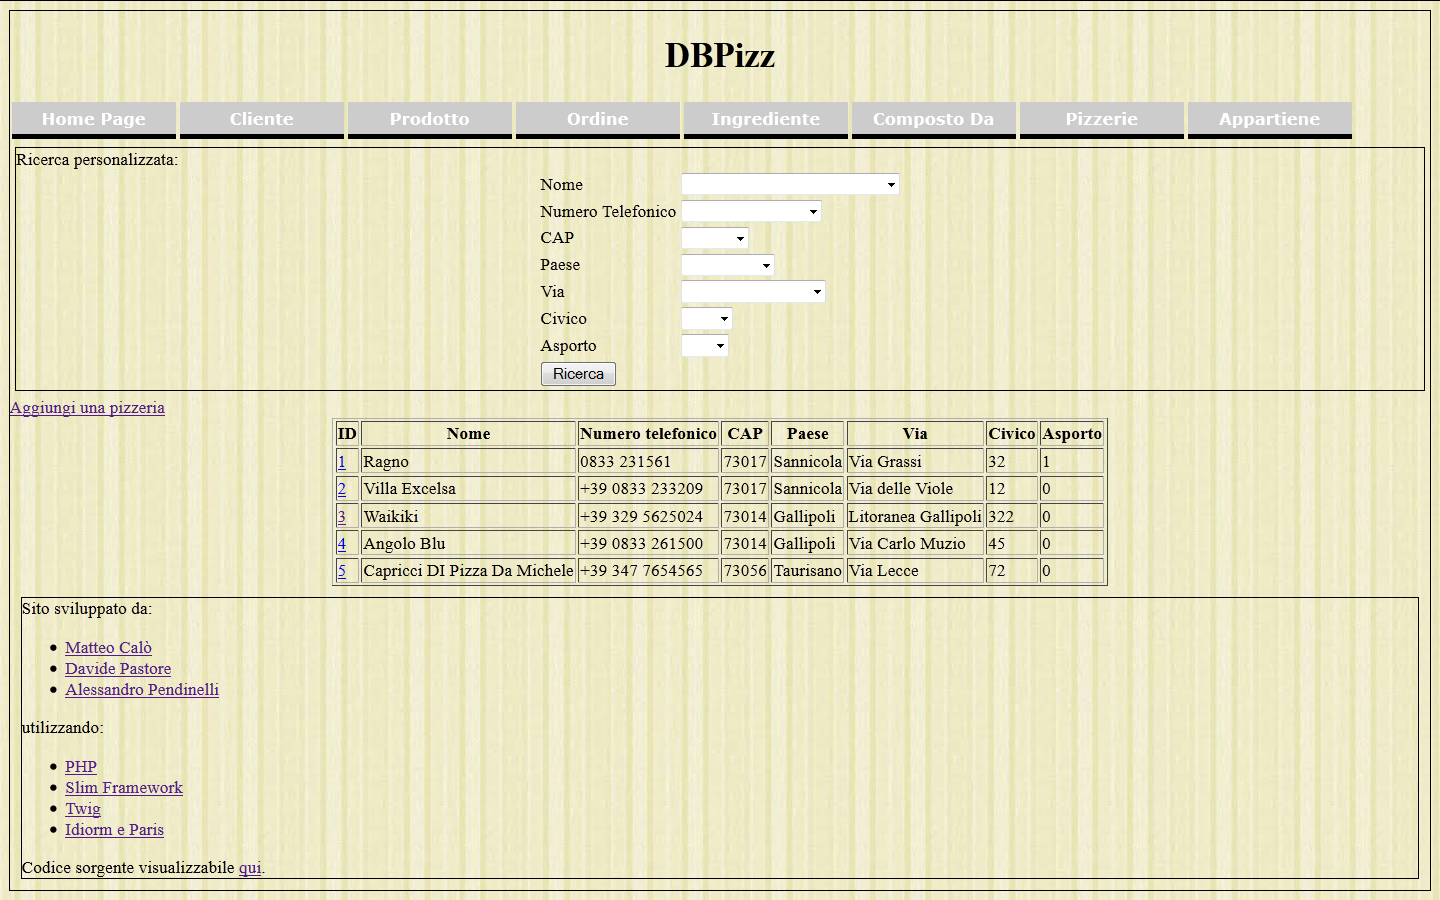 DBPizz
Home Page Cliente Prodotto Ordine Ingrediente Composto Da Pizzerie Appartiene
Ricerca personalizzata:
Nome
Numero Telefonico
CAP
Paese
Via
Civico
Asporto
Ricerca
Aggiungi una pizzeria
ID Nome Numero telefonico CAP Paese Via Civico Asporto
1 Ragno 0833 231561 73017 Sannicola Via Grassi 32 1
2 Villa Excelsa +39 0833 233209 73017 Sannicola Via delle Viole 12 0
3 Waikiki +39 329 5625024 73014 Gallipoli Litoranea Gallipoli 322 0
4 Angolo Blu +39 0833 261500 73014 Gallipoli Via Carlo Muzio 45 0
5 Capricci DI Pizza Da Michele +39 347 7654565 73056 Taurisano Via Lecce 72 0
Sito sviluppato da:
Matteo Calò
Davide Pastore
Alessandro Pendinelli
utilizzando:
PHP
Slim Framework
Twig
Idiorm e Paris
Codice sorgente visualizzabile qui.